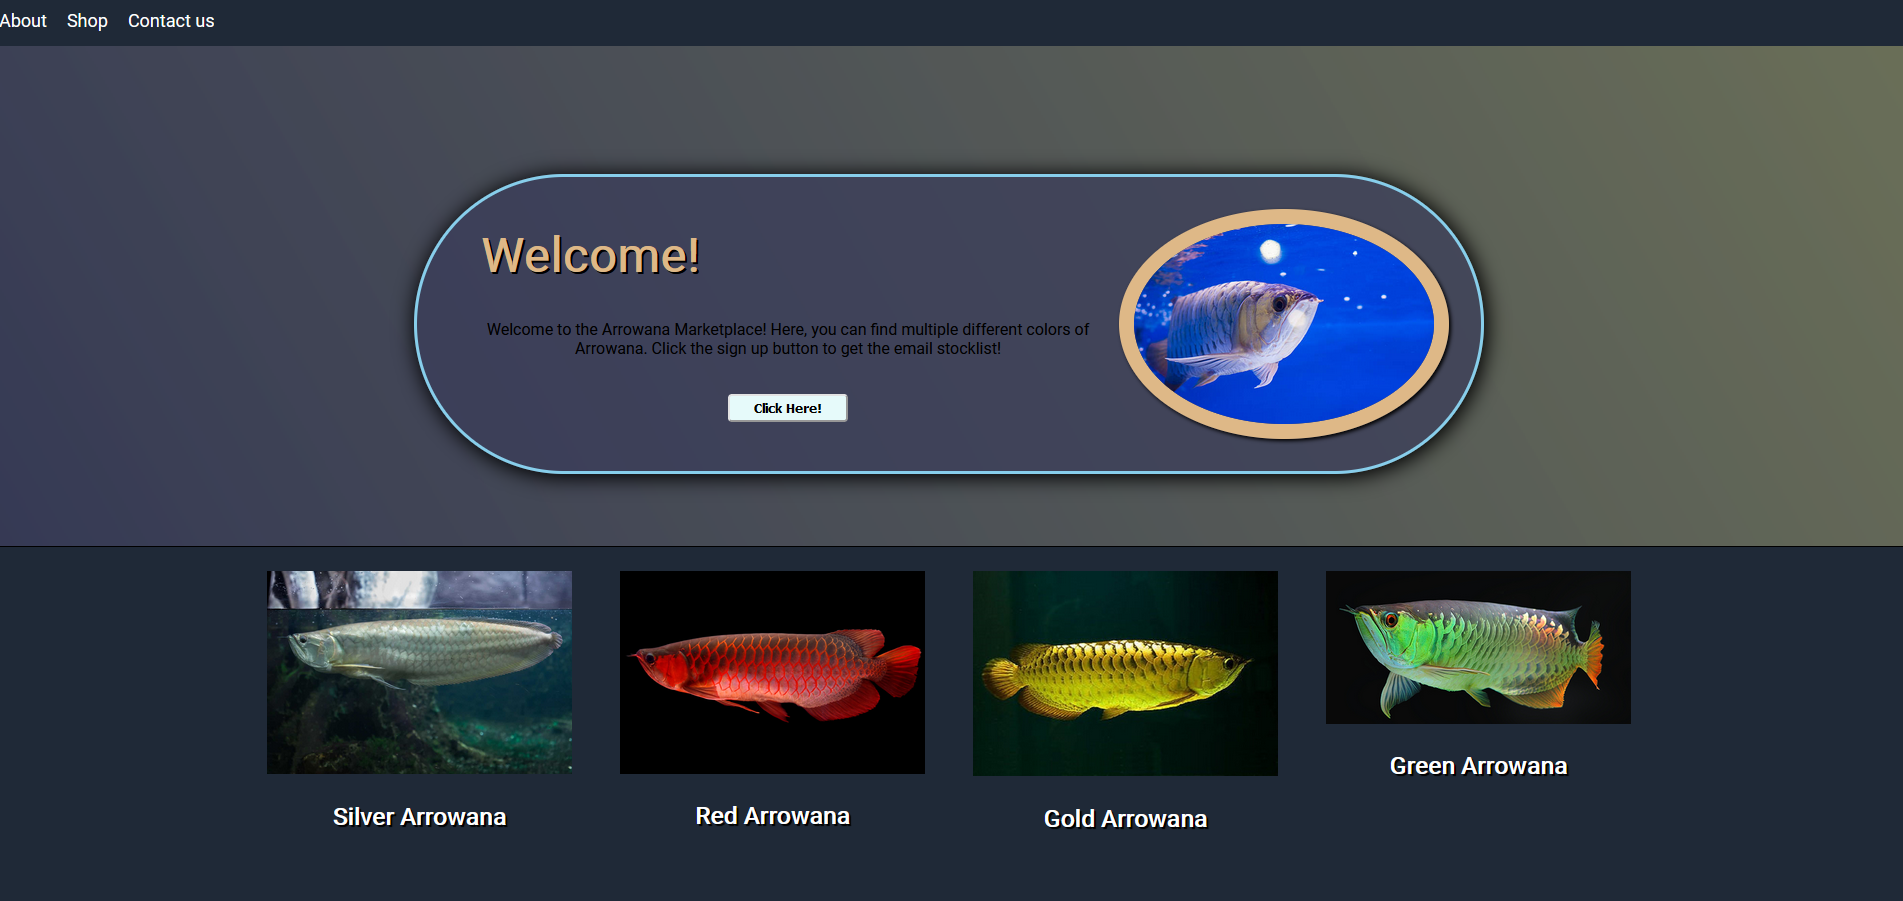 About Shop Contact us
Welcome!
Welcome to the Arrowana Marketplace! Here, you can find multiple different colors of
Arrowana. Click the sign up button to get the email stocklist!
Click Here!
Silver Arrowana
Red Arrowana
Gold Arrowana
Green Arrowana